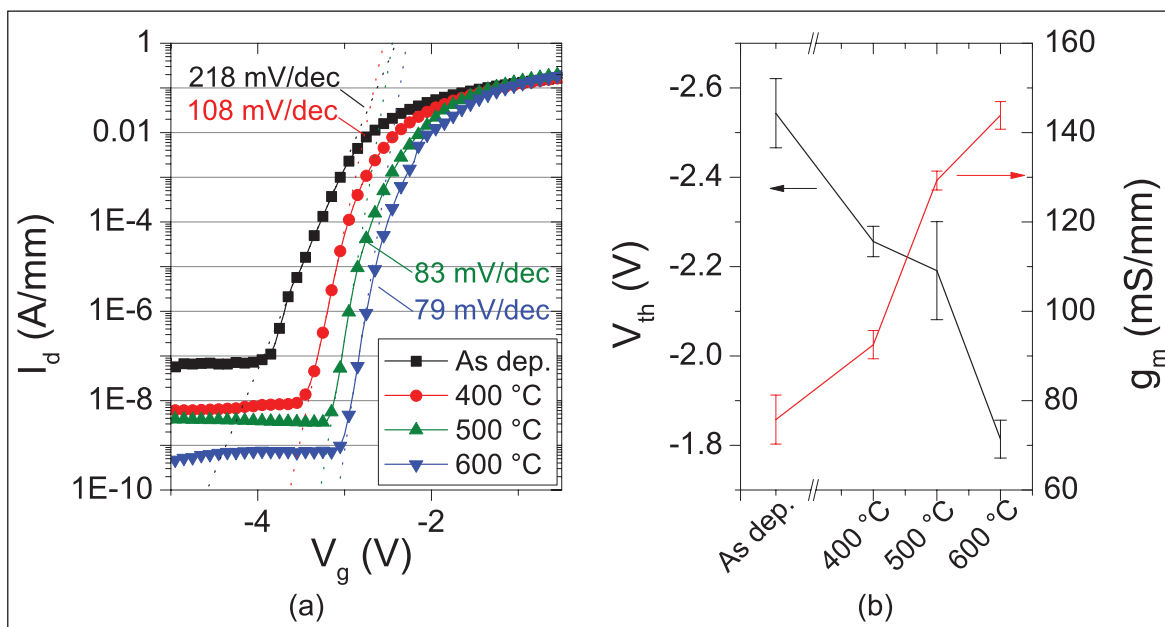 1
0.01
1E-4
1E-6
1E-8
1E-10
I_d (A/mm)
218 mV/dec
108 mV/dec
83 mV/dec
79 mV/dec
As dep.
400 °C
500 °C
600 °C
-4
-2
V_g (V)
(a)
-2.6
-2.4
-2.2
-2.0
-1.8
V_th (V)
160
140
120
100
80
60
g_m (mS/mm)
As dep.
400 °C
500 °C
600 °C
(b)